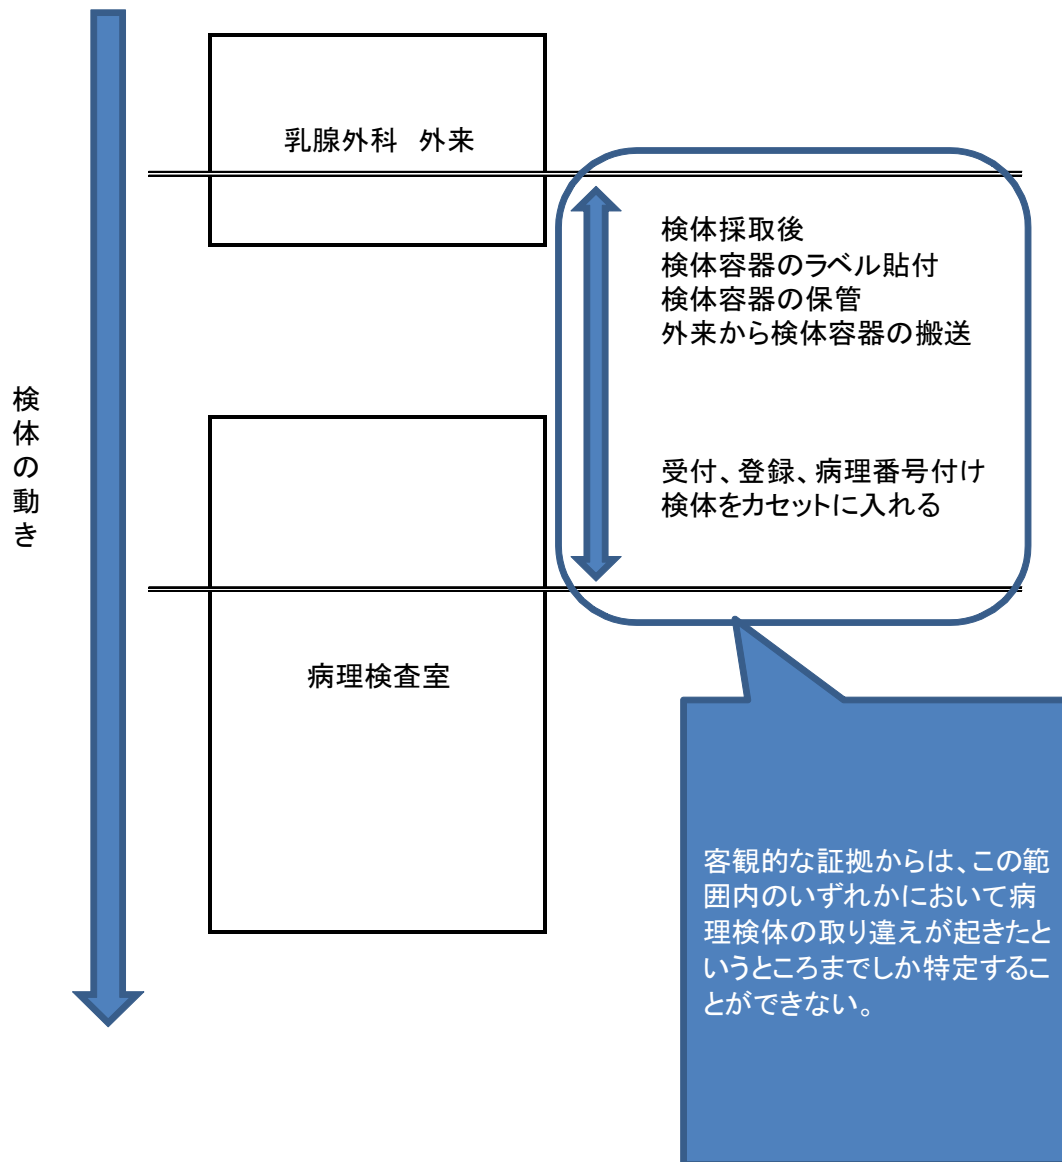 乳腺外科　外来
検体採取後
検体容器のラベル貼付
検体容器の保管
外来から検体容器の搬送
検体の動き
受付、登録、病理番号付け
検体をカセットに入れる
病理検査室
客観的な証拠からは、この範
囲内のいずれかにおいて病
理検体の取り違えが起きたと
いうところまでしか特定するこ
とができない。